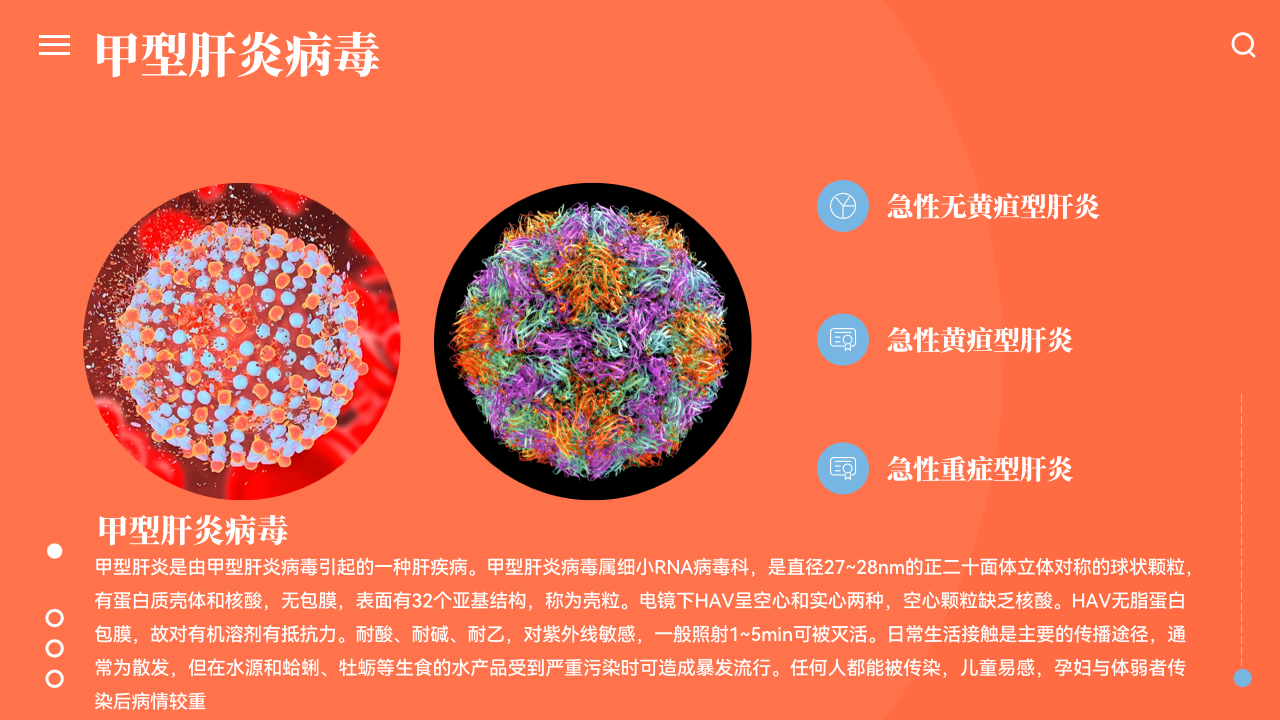 甲型肝炎病毒
急性无黄疸型肝炎
急性黄疸型肝炎
急性重症型肝炎
甲型肝炎病毒
甲型肝炎是由甲型肝炎病毒引起的一种肝疾病。甲型肝炎病毒属细小RNA病毒科，是直径27~28nm的正二十面体立体对称的球状颗粒，
有蛋白质壳体和核酸，无包膜，表面有32个亚基结构，称为壳粒。电镜下HAV呈空心和实心两种，空心颗粒缺乏核酸。HAV无脂蛋白
包膜，故对有机溶剂有抵抗力。耐酸、耐碱、耐乙，对紫外线敏感，一般照射1~5min可被灭活。日常生活接触是主要的传播途径，通
常为散发，但在水源和蛤蜊、牡蛎等生食的水产品受到严重污染时可造成暴发流行。任何人都能被传染，儿童易感，孕妇与体弱者传
染后病情较重